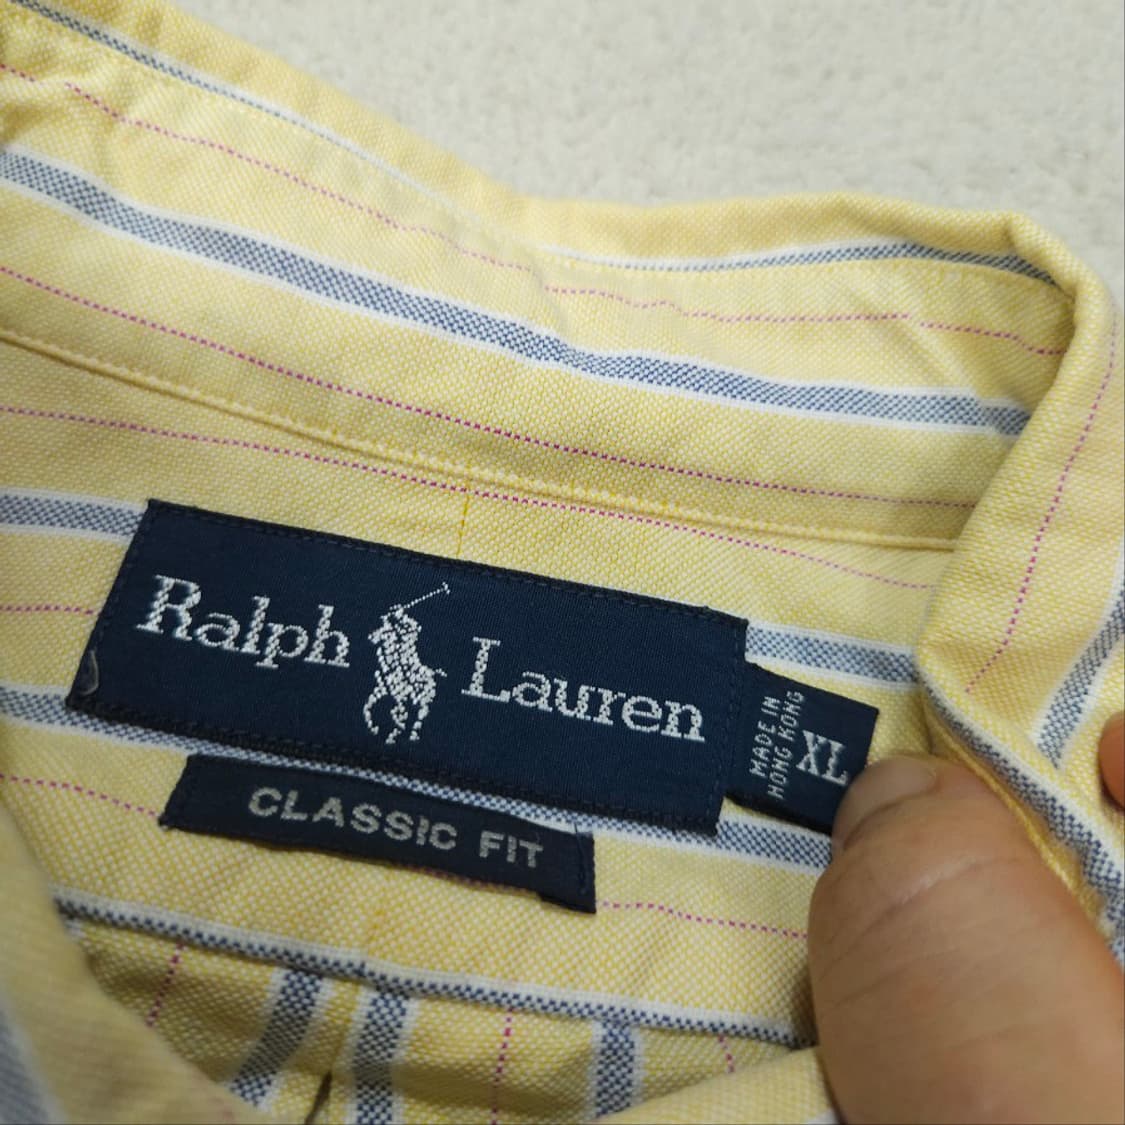 Ralph Lauren
MADE IN
HONG KONG
XL
CLASSIC FIT